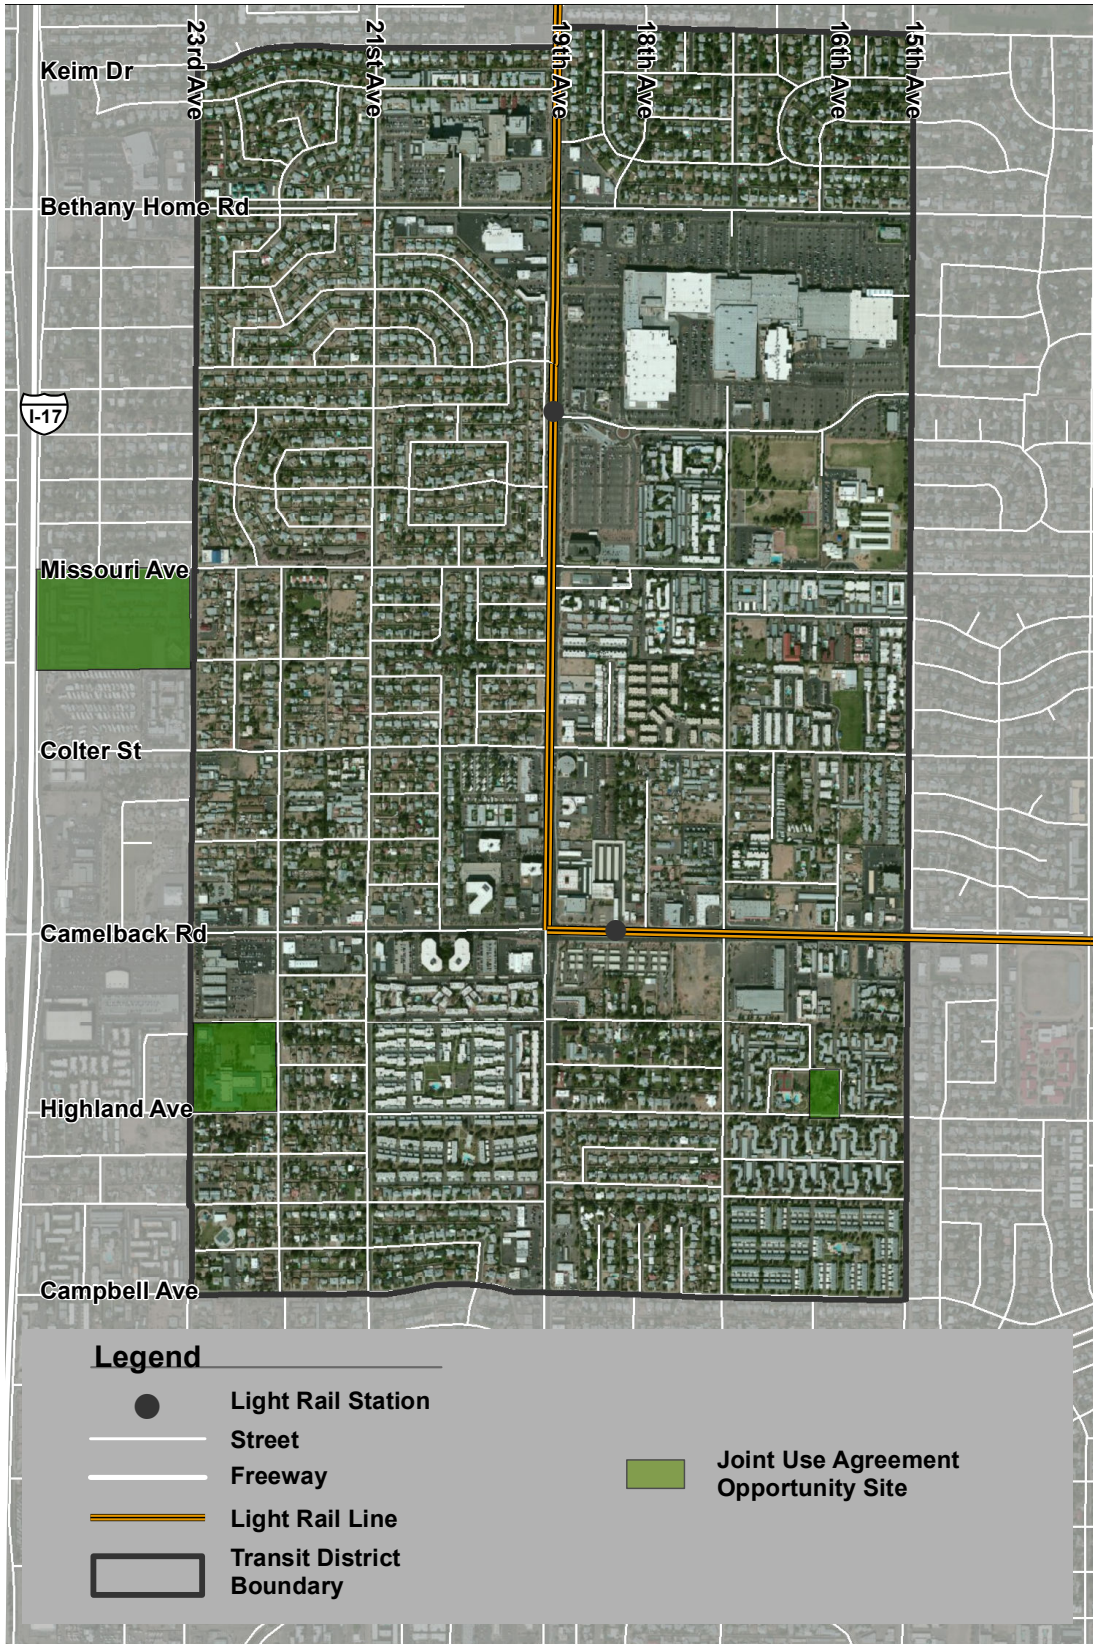 23rd Ave
21st Ave
19th Ave
18th Ave
16th Ave
15th Ave
Keim Dr
Bethany Home Rd
I-17
Missouri Ave
Colter St
Camelback Rd
Highland Ave
Campbell Ave
Legend
Light Rail Station
Street
Freeway
Light Rail Line
Transit District
Boundary
Joint Use Agreement
Opportunity Site